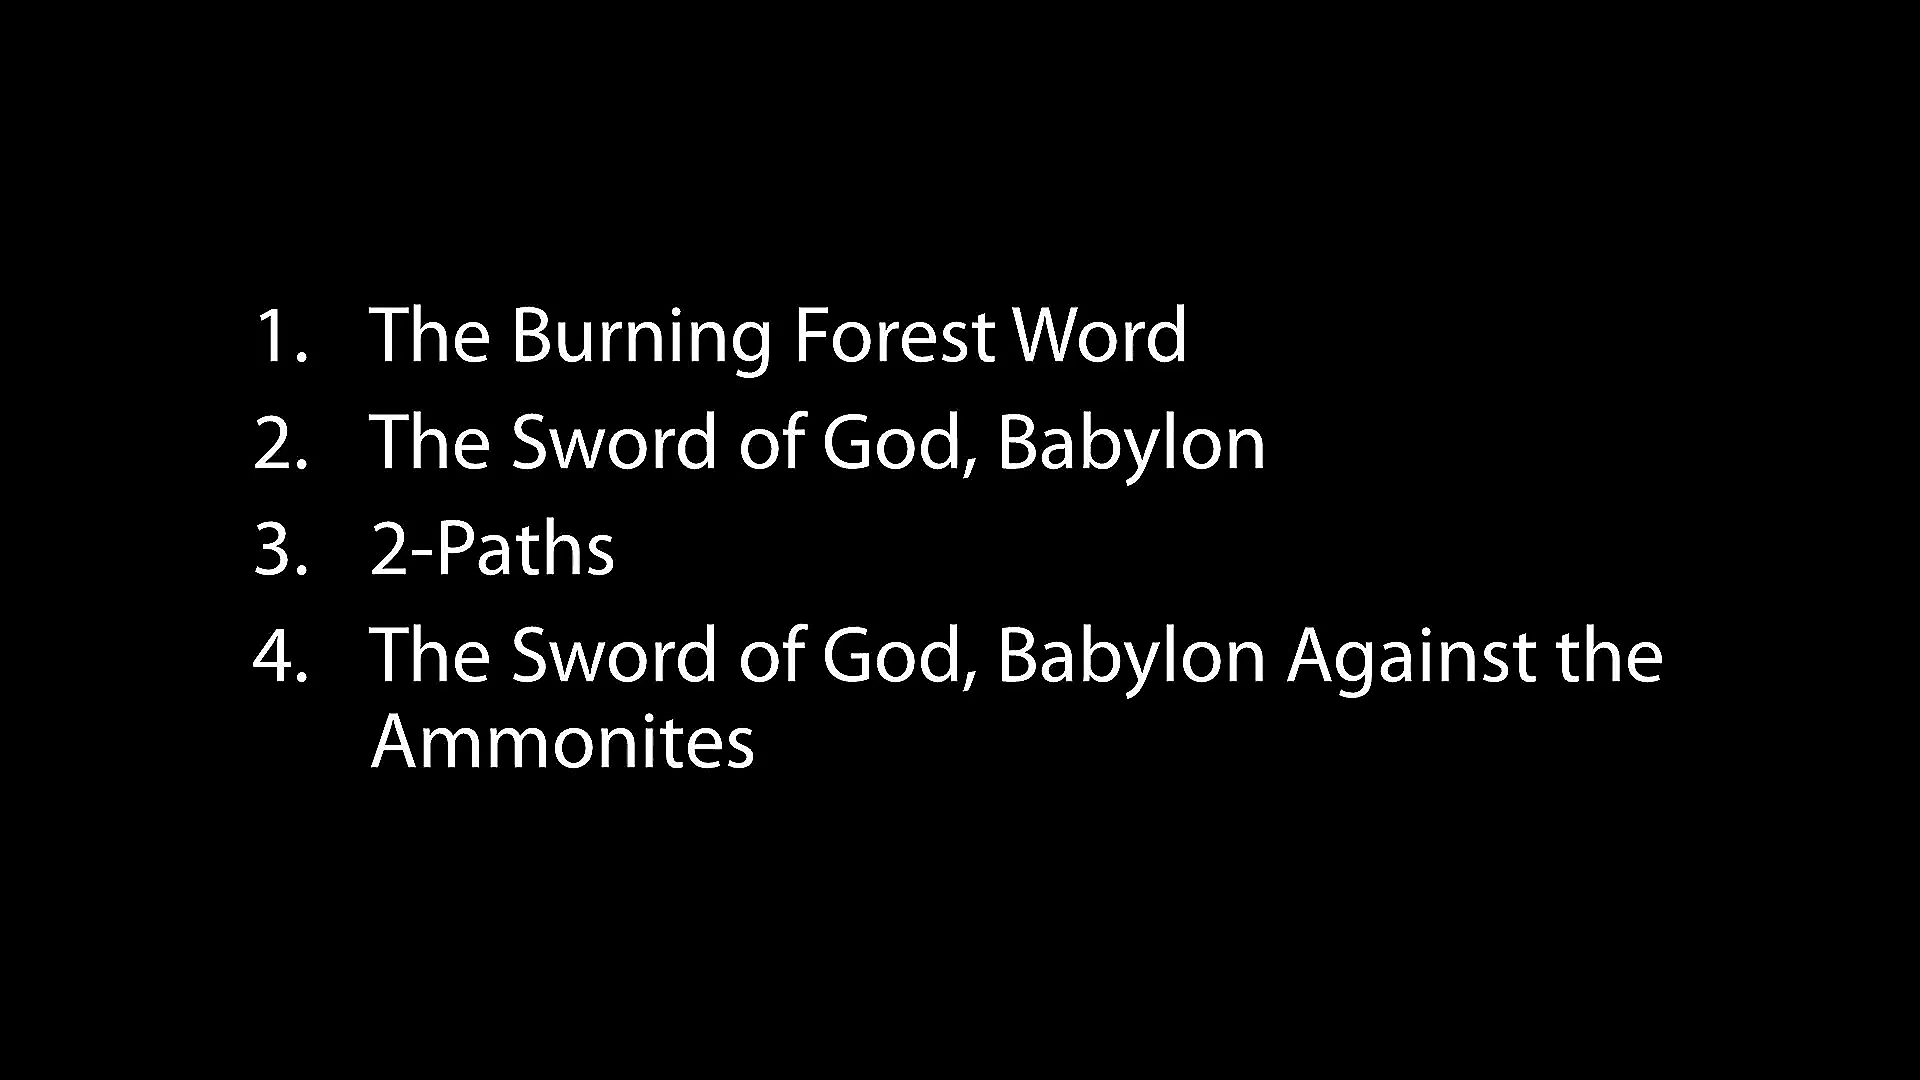 1. The Burning Forest Word
2. The Sword of God, Babylon
3. 2-Paths
4. The Sword of God, Babylon Against the
Ammonites